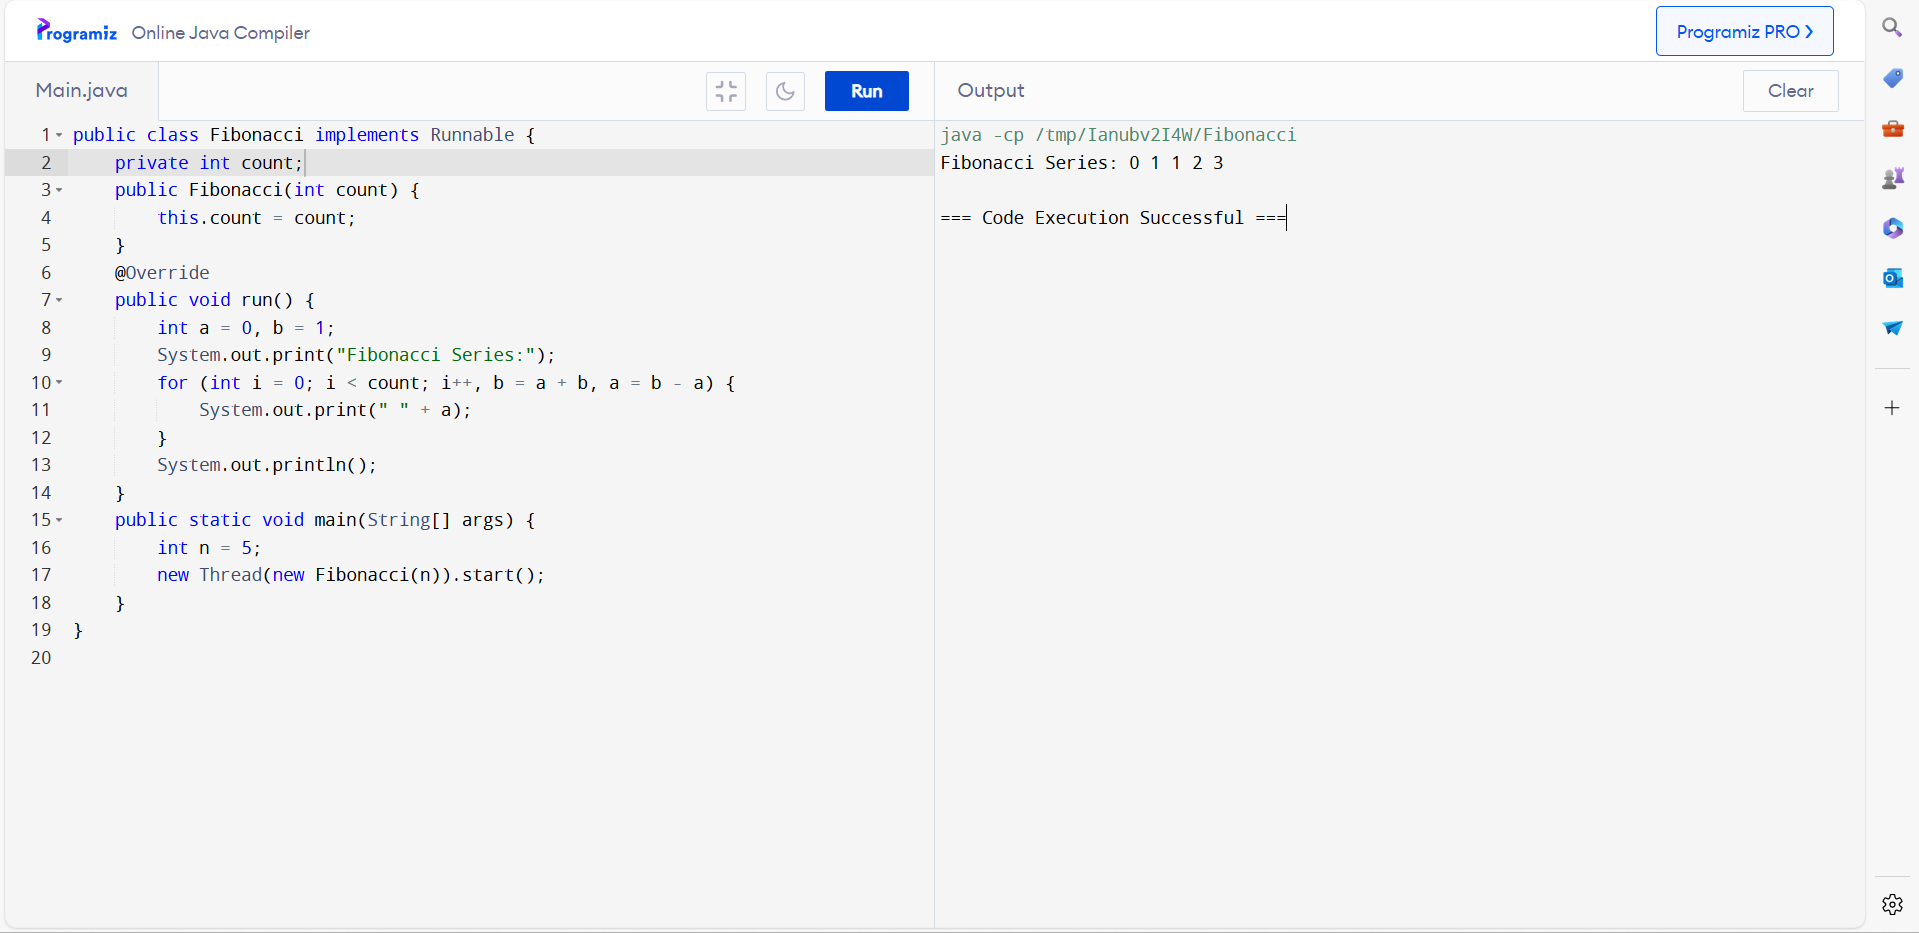 Programiz Online Java Compiler
Programiz PRO ❯
Main.java
Run
Output
Clear
1 public class Fibonacci implements Runnable {
2     private int count;
3     public Fibonacci(int count) {
4         this.count = count;
5     }
6     @Override
7     public void run() {
8         int a = 0, b = 1;
9         System.out.print("Fibonacci Series:");
10         for (int i = 0; i < count; i++, b = a + b, a = b - a) {
11             System.out.print(" " + a);
12         }
13         System.out.println();
14     }
15     public static void main(String[] args) {
16         int n = 5;
17         new Thread(new Fibonacci(n)).start();
18     }
19 }
20
java -cp /tmp/Ianubv2I4W/Fibonacci
Fibonacci Series: 0 1 1 2 3
=== Code Execution Successful ===